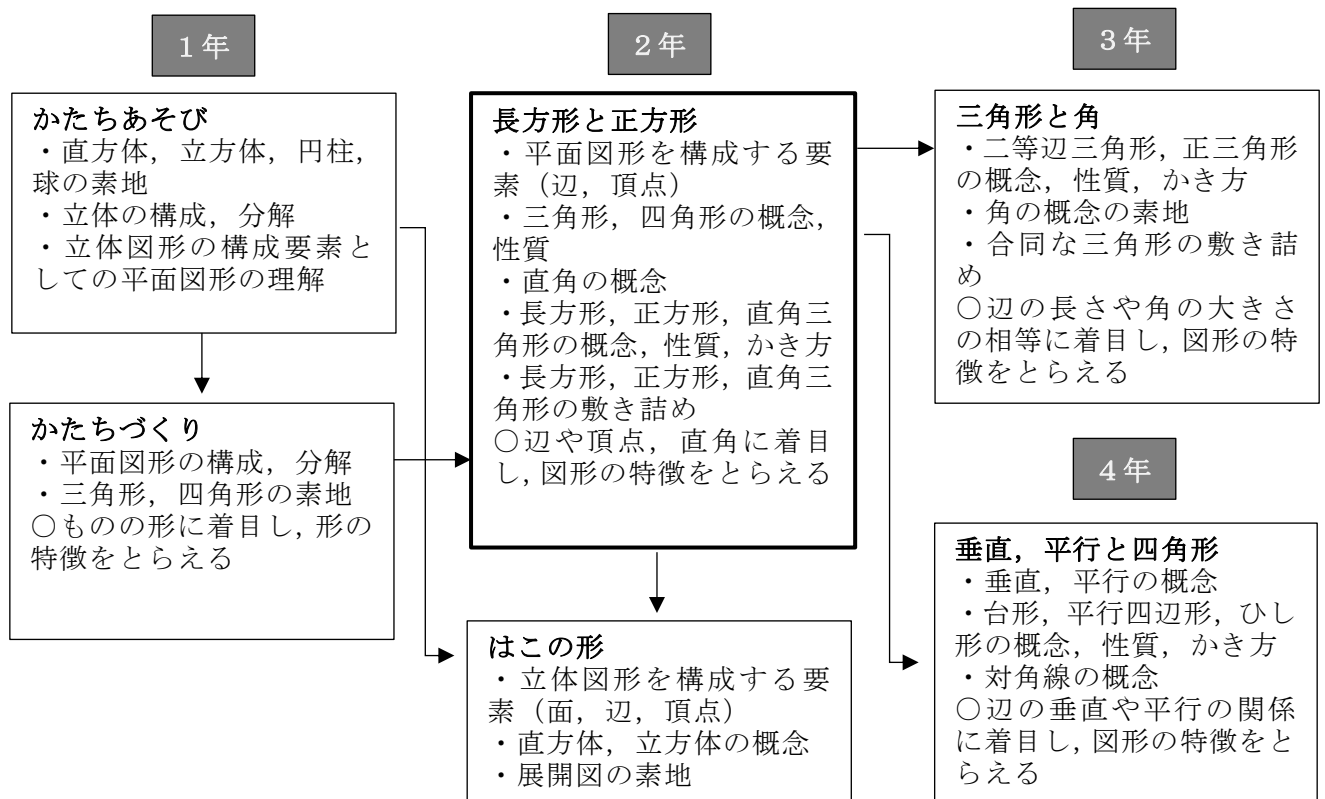 1年
かたちあそび
・直方体，立方体，円柱，
球の素地
・立体の構成，分解
・立体図形の構成要素と
しての平面図形の理解
かたちづくり
・平面図形の構成，分解
・三角形，四角形の素地
○ものの形に着目し，形の
特徴をとらえる
2年
長方形と正方形
・平面図形を構成する要
素（辺，頂点）
・三角形，四角形の概念，
性質
・直角の概念
・長方形，正方形，直角三
角形の概念，性質，かき方
・長方形，正方形，直角三
角形の敷き詰め
○辺や頂点，直角に着目
し，図形の特徴をとらえる
はこの形
・立体図形を構成する要
素（面，辺，頂点）
・直方体，立方体の概念
・展開図の素地
3年
三角形と角
・二等辺三角形，正三角形
の概念，性質，かき方
・角の概念の素地
・合同な三角形の敷き詰
め
○辺の長さや角の大きさ
の相等に着目し，図形の特
徴をとらえる
4年
垂直，平行と四角形
・垂直，平行の概念
・台形，平行四辺形，ひし
形の概念，性質，かき方
・対角線の概念
○辺の垂直や平行の関係
に着目し，図形の特徴をと
らえる